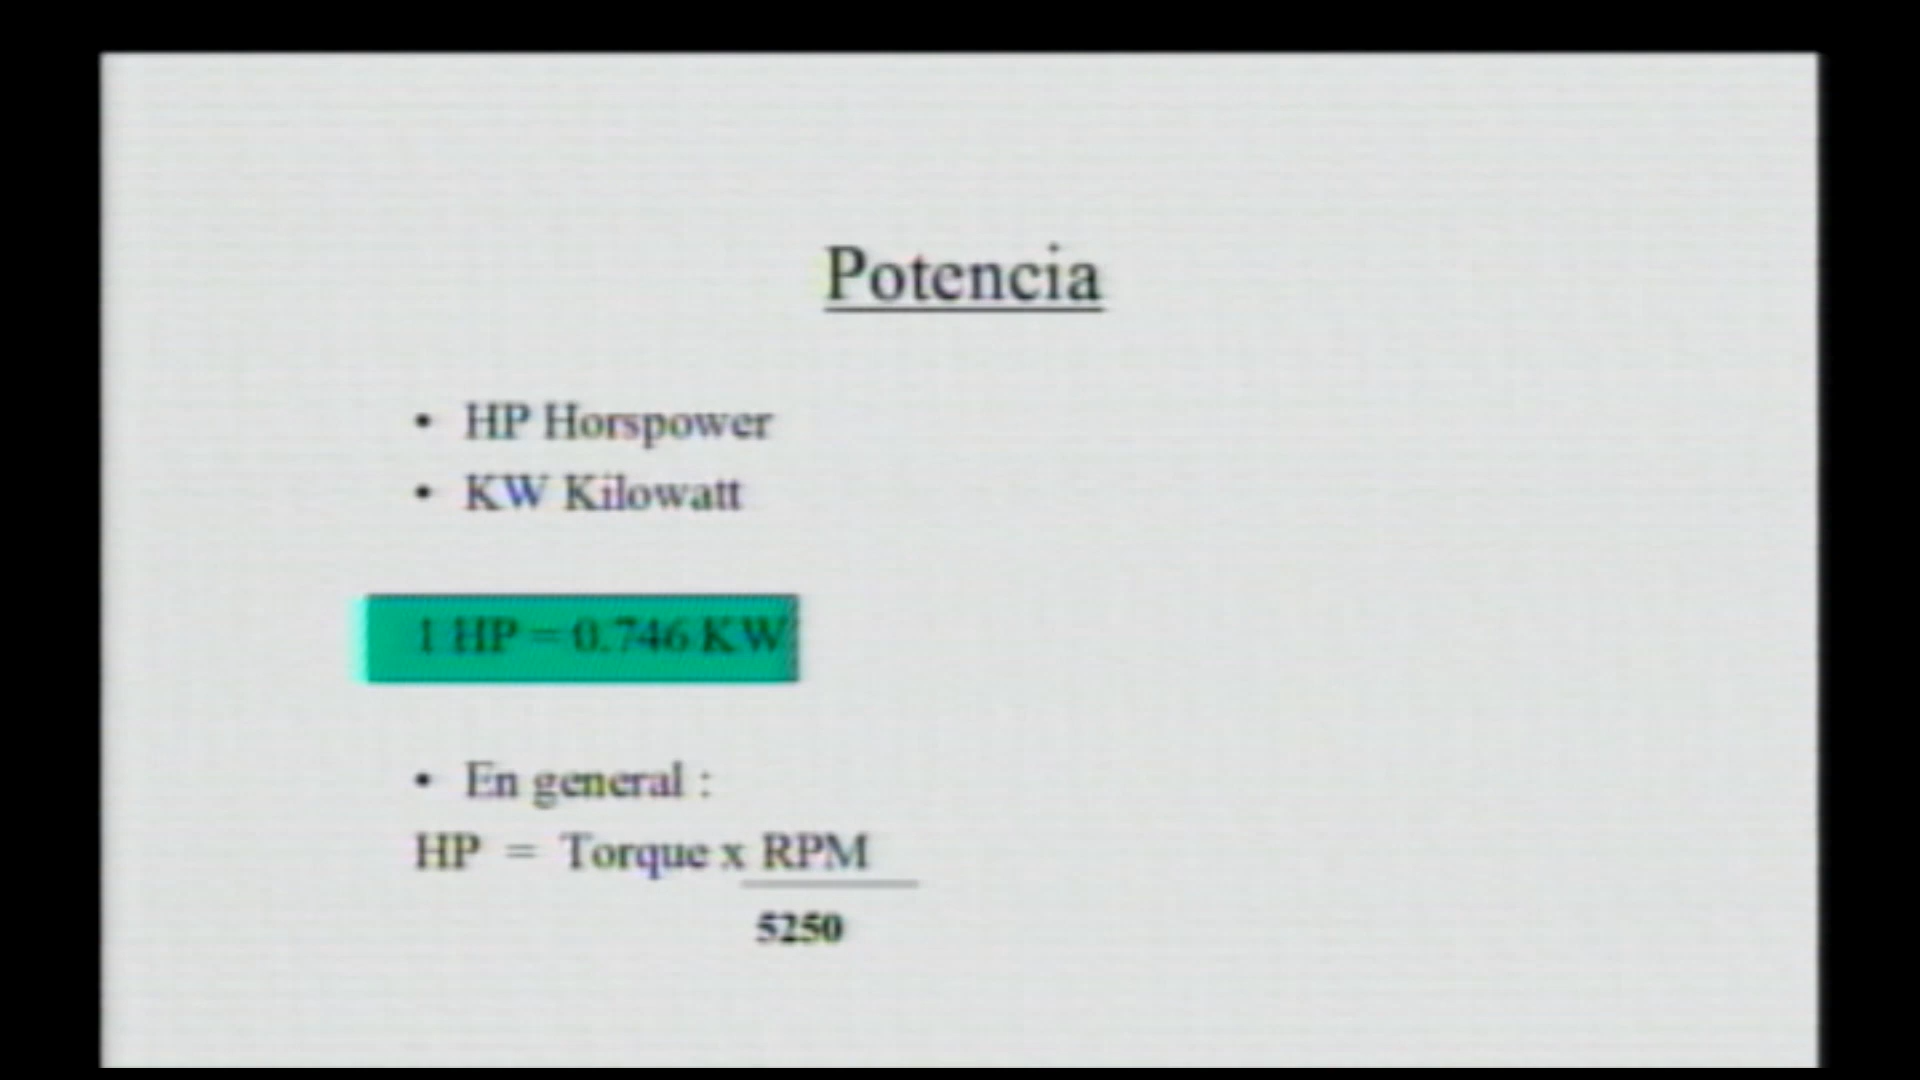 Potencia
• HP Horspower
• KW Kilowatt
1 HP = 0.746 KW
• En general :
HP = Torque x RPM
5250